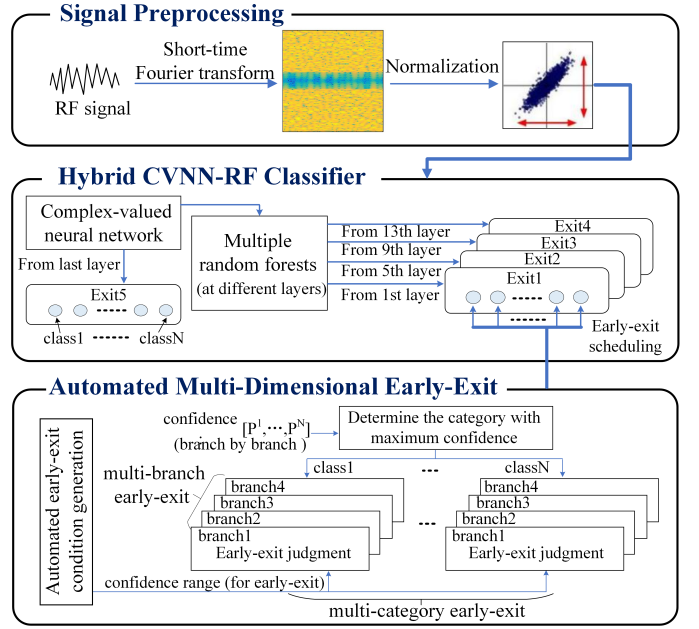 Signal Preprocessing
Short-time
Fourier transform
Normalization
RF signal
Hybrid CVNN-RF Classifier
Complex-valued
neural network
Multiple
random forests
(at different layers)
From 13th layer
From 9th layer
From 5th layer
From 1st layer
Exit4
Exit3
Exit2
Exit1
From last layer
Exit5
class1 ...... classN
Early-exit
scheduling
Automated Multi-Dimensional Early-Exit
Automated early-exit
condition generation
confidence
(branch by branch )
[P¹,···,Pᴺ]
Determine the category with
maximum confidence
class1 ... classN
multi-branch
early-exit
branch4
branch3
branch2
branch1
Early-exit judgment
...
branch4
branch3
branch2
branch1
Early-exit judgment
confidence range (for early-exit)
multi-category early-exit